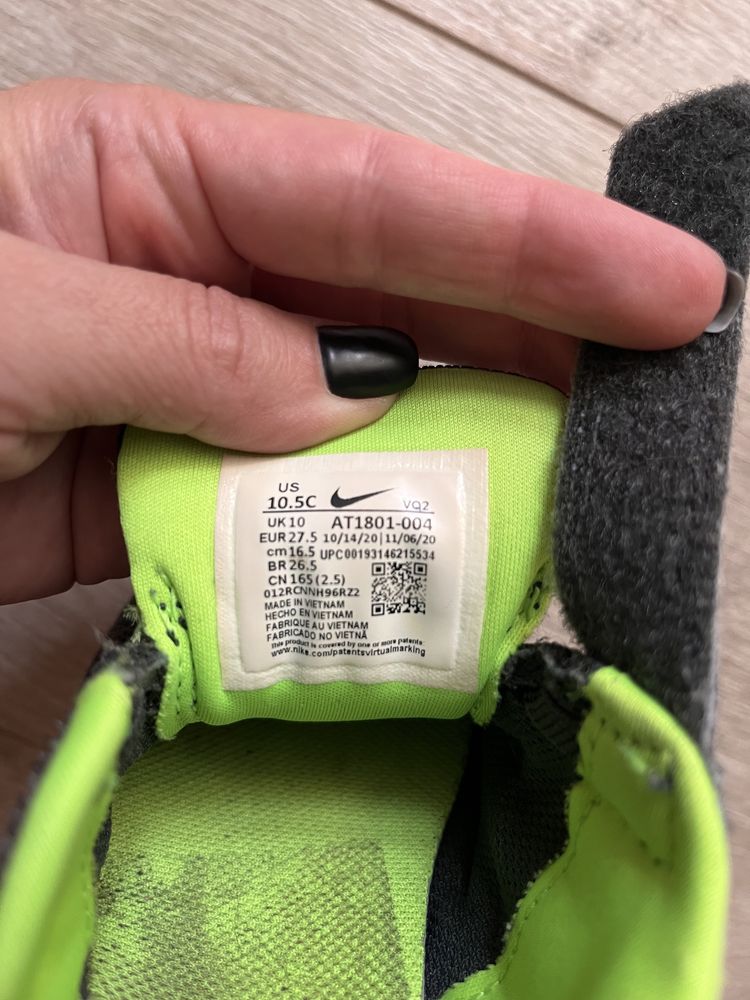 US
10.5C VQ2
UK 10 AT1801-004
EUR 27.5 10/14/20|11/06/20
cm 16.5 UPC00193146215534
BR 26.5
CN 165 (2.5)
012RCNNH96RZ2
MADE IN VIETNAM
HECHO EN VIETNAM
FABRIQUE AU VIETNAM
FABRICADO NO VIETNÃ
This product is covered by one or more patents:
www.nike.com/patentsvirtualmarking